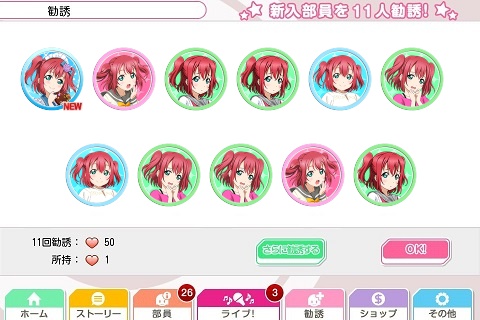 勧誘
新入部員を11人勧誘!
NEW
11回勧誘： 50
所持： 1
さらに勧誘する
OK!
26
3
ホーム
ストーリー
部員
ライブ!
勧誘
ショップ
その他